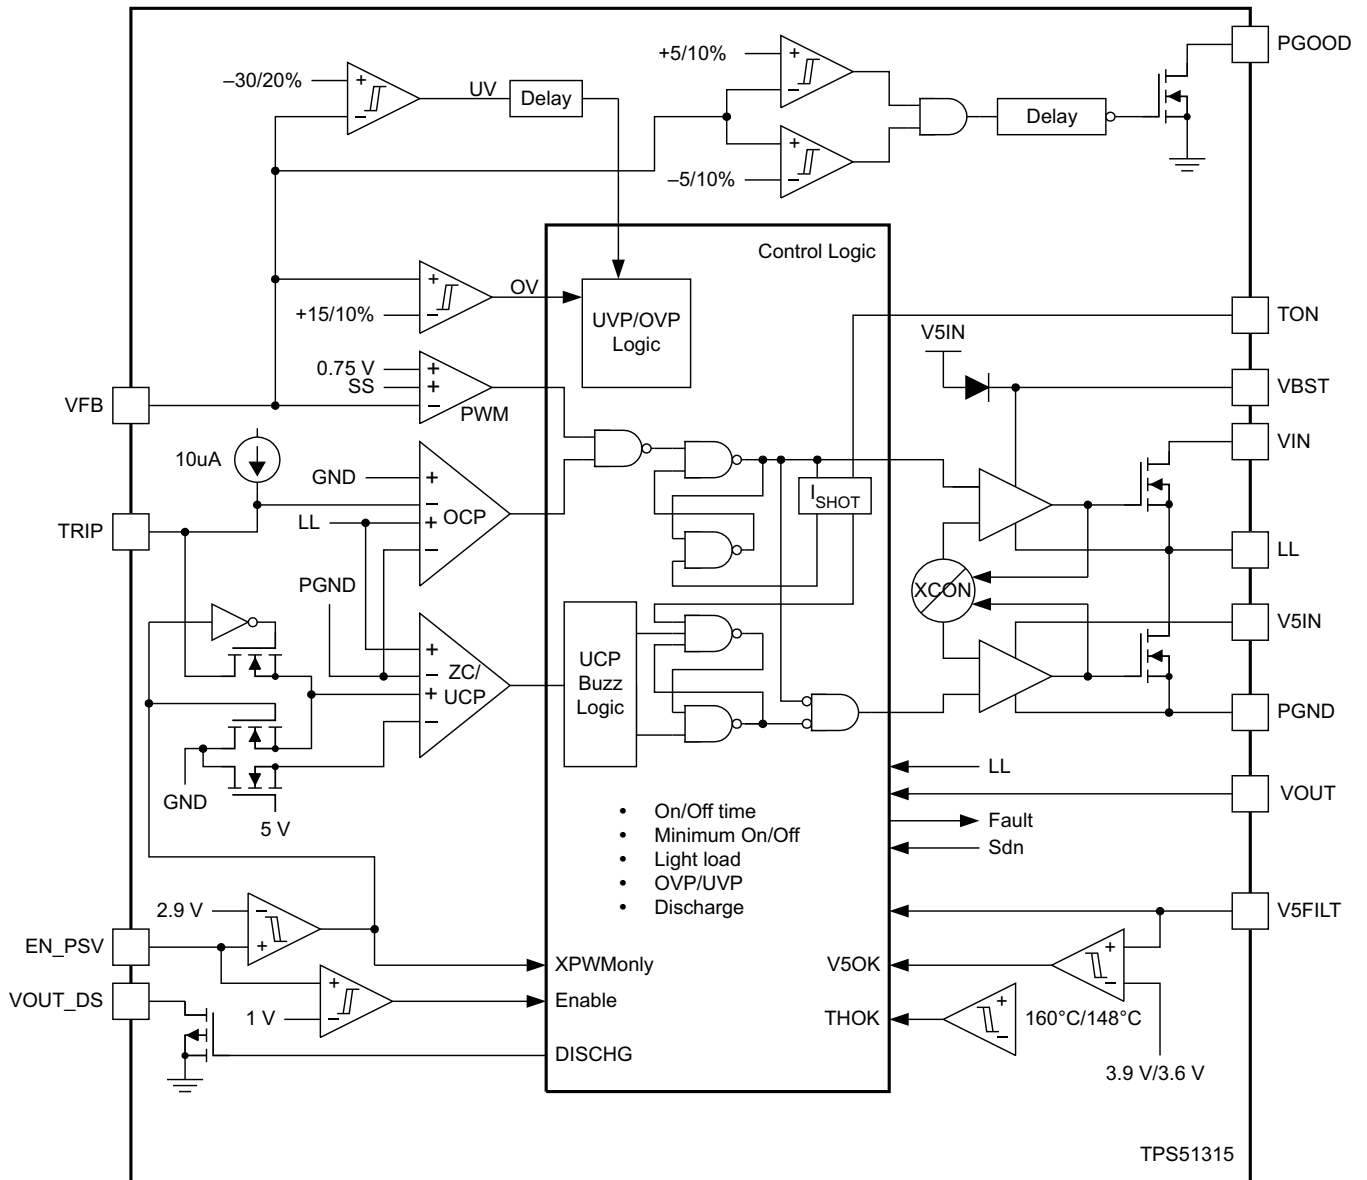 PGOOD
+5/10%
–30/20%
UV
Delay
Delay
–5/10%
Control Logic
OV
+15/10%
UVP/OVP
Logic
TON
V5IN
0.75 V
SS
PWM
VFB
VBST
VIN
10uA
GND
I SHOT
OCP
LL
TRIP
LL
PGND
XCON
V5IN
ZC/
UCP
UCP
Buzz
Logic
PGND
GND
LL
VOUT
5 V
• On/Off time
• Minimum On/Off
• Light load
• OVP/UVP
• Discharge
Fault
Sdn
2.9 V
V5FILT
EN_PSV
XPWMonly
V5OK
VOUT_DS
Enable
1 V
THOK
160°C/148°C
DISCHG
3.9 V/3.6 V
TPS51315